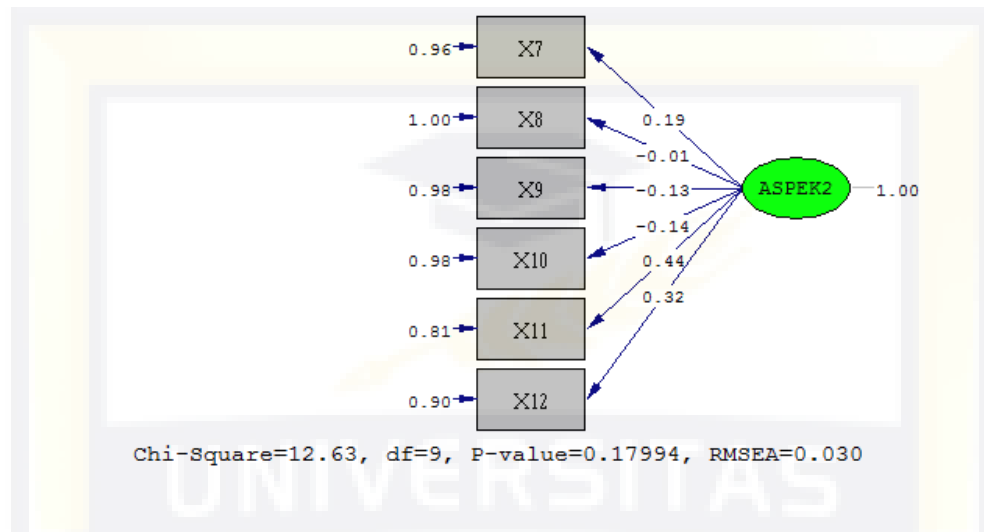 0.96 X7
0.19
1.00 X8
-0.01
0.98 X9 -0.13 ASPEK2 1.00
-0.14
0.98 X10 0.44
0.32
0.81 X11
0.90 X12
Chi-Square=12.63, df=9, P-value=0.17994, RMSEA=0.030
UNIVERSITAS